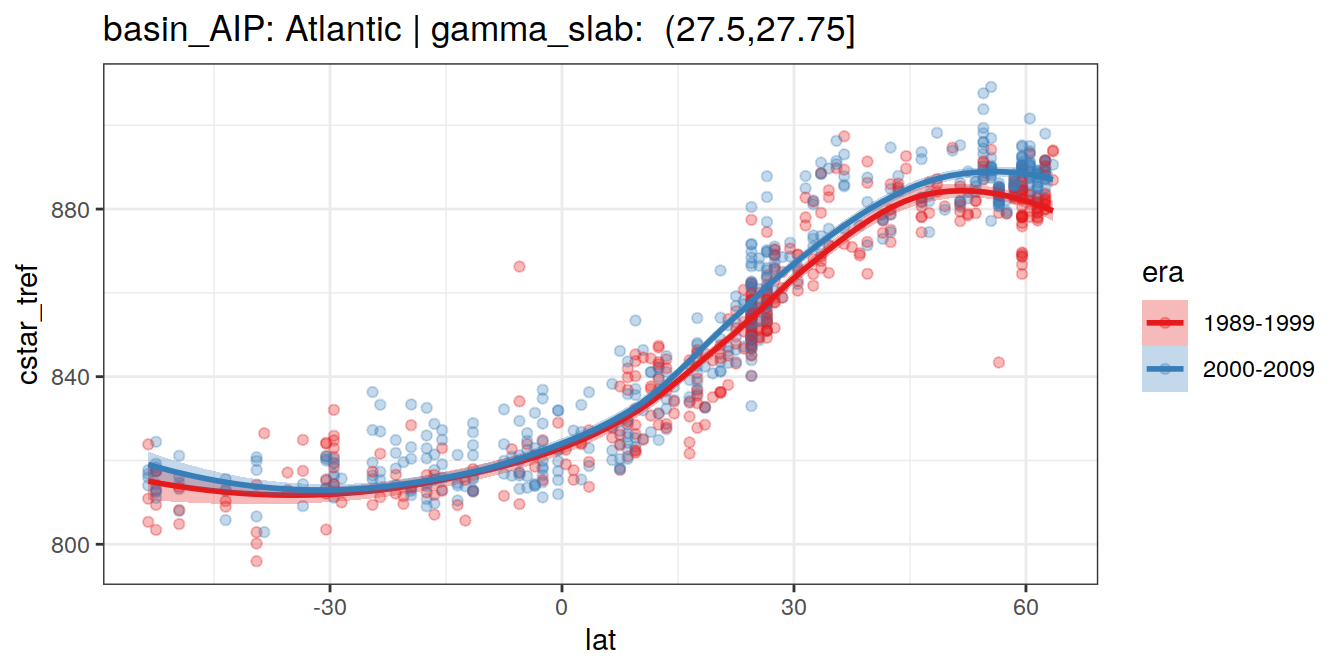 basin_AIP: Atlantic | gamma_slab:  (27.5,27.75]
cstar_tref
880
840
800
-30
0
30
60
lat
era
1989-1999
2000-2009